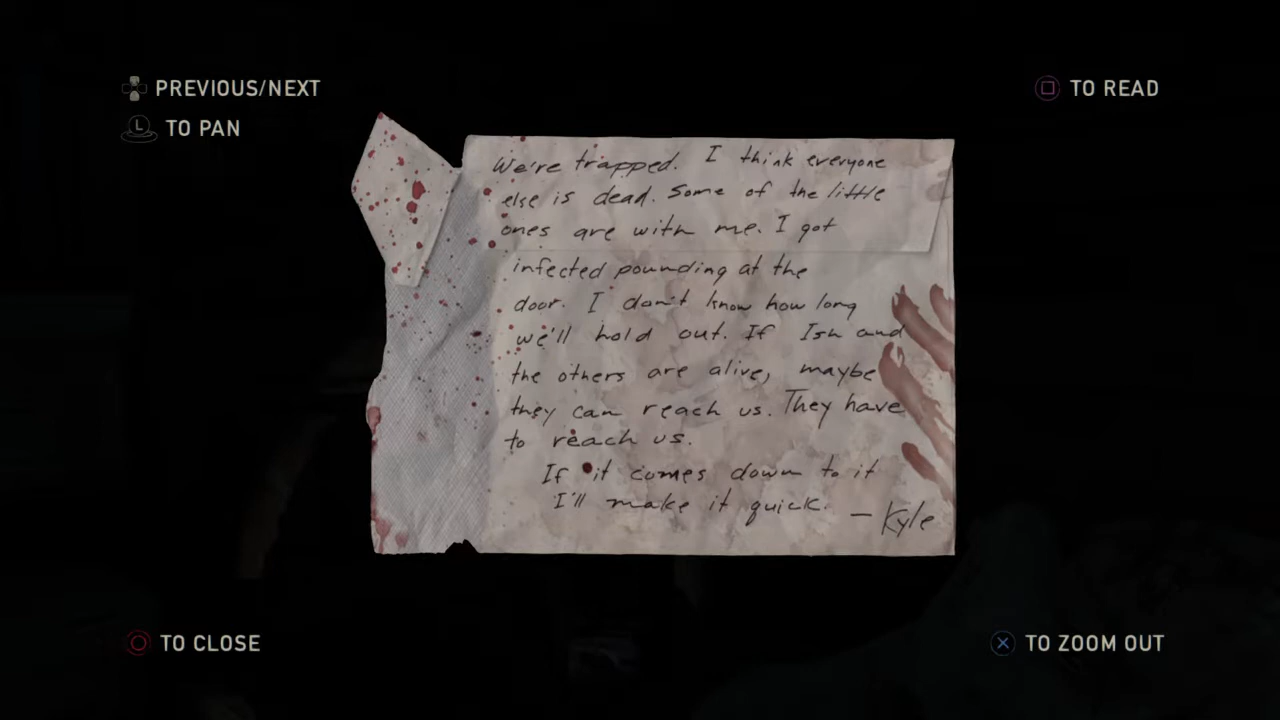 PREVIOUS/NEXT
TO READ
L TO PAN
We're trapped. I think everyone
else is dead. Some of the little
ones are with me. I got
infected pounding at the
door. I don't know how long
we'll hold out. If Ish and
the others are alive, maybe
they can reach us. They have
to reach us.
If it comes down to it
I'll make it quick. — Kyle
TO CLOSE
TO ZOOM OUT